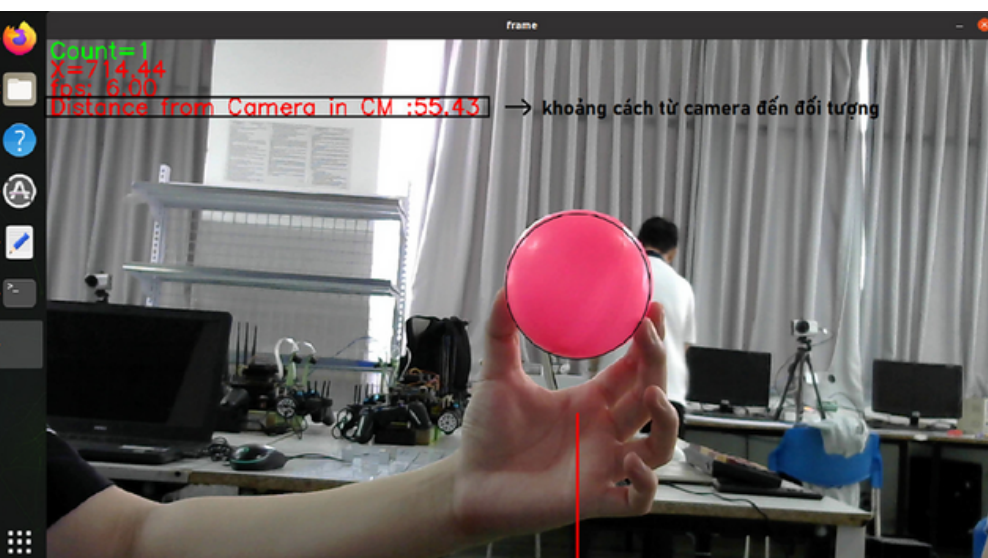 frame
Count=1
X=714.44
fps: 6.00
Distance from Camera in CM :55.43 → khoảng cách từ camera đến đối tượng